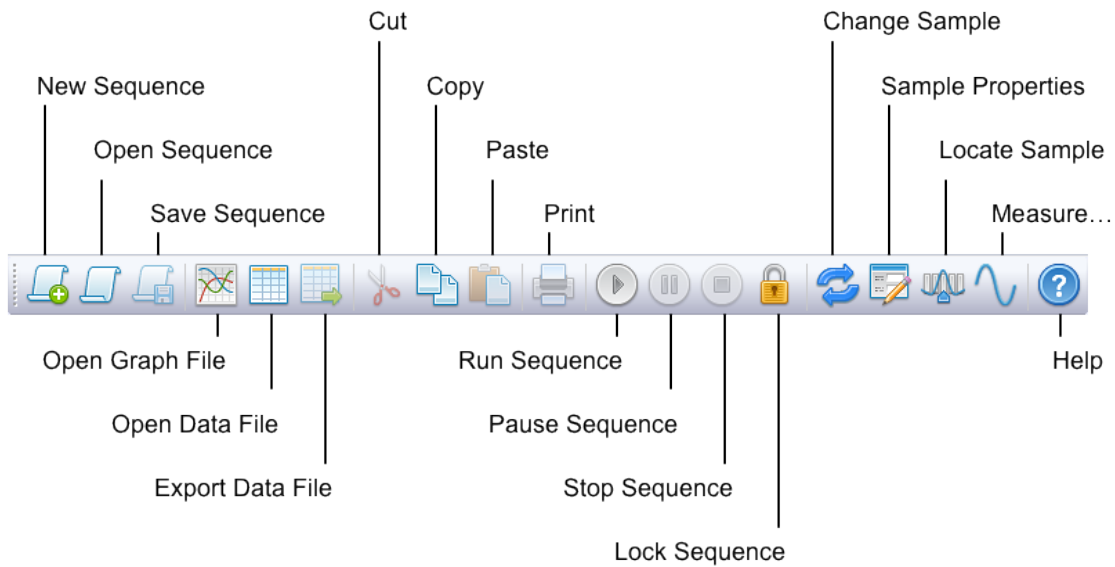 Cut
Change Sample
New Sequence
Copy
Sample Properties
Open Sequence
Paste
Locate Sample
Save Sequence
Print
Measure...
?
Open Graph File
Run Sequence
Help
Open Data File
Pause Sequence
Export Data File
Stop Sequence
Lock Sequence